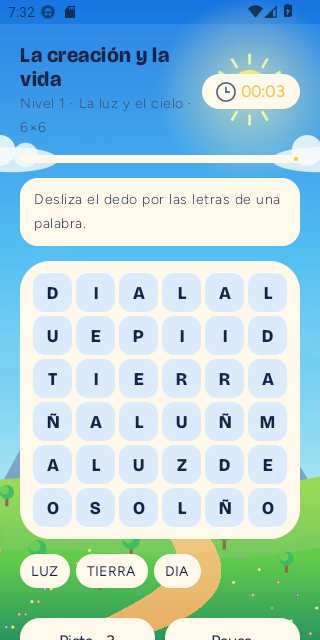 7:32
La creación y la
vida
Nivel 1 · La luz y el cielo ·
6×6
00:03
Desliza el dedo por las letras de una
palabra.
D I A L A L
U E P I I D
T I E R R A
Ñ A L U Ñ M
A L U Z D E
O S O L Ñ O
LUZ TIERRA DIA